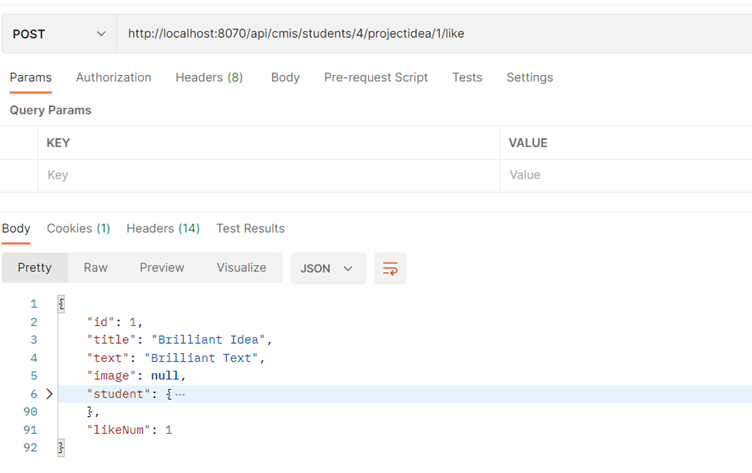 POST http://localhost:8070/api/cmis/students/4/projectidea/1/like
Params Authorization Headers (8) Body Pre-request Script Tests Settings
Query Params
KEY VALUE
Key Value
Body Cookies (1) Headers (14) Test Results
Pretty Raw Preview Visualize JSON
1 {
2 "id": 1,
3 "title": "Brilliant Idea",
4 "text": "Brilliant Text",
5 "image": null,
6 "student": {···
90 },
91 "likeNum": 1
92 }